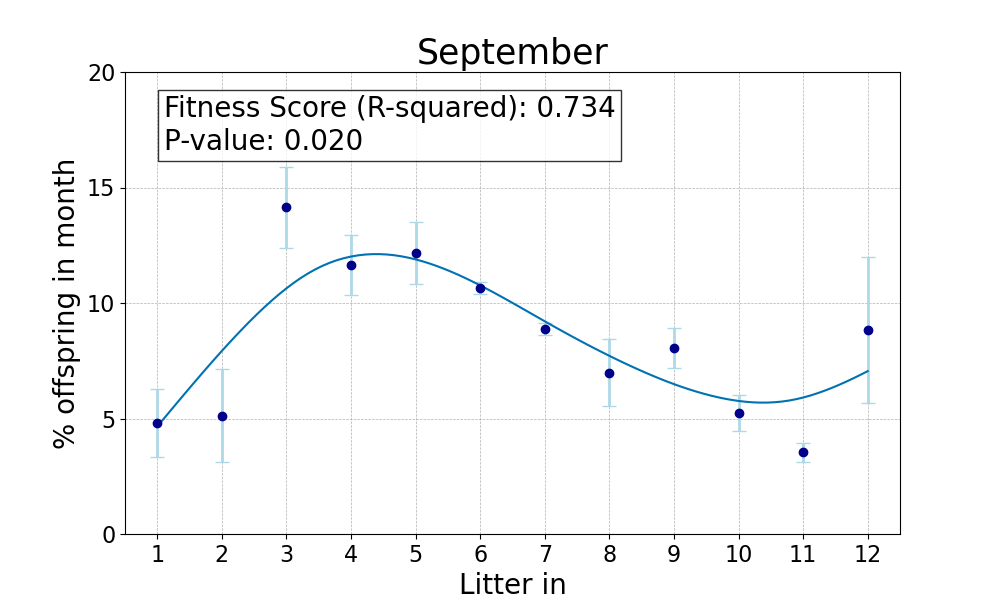 September
Fitness Score (R-squared): 0.734
P-value: 0.020
% offspring in month
20
15
10
5
0
1 2 3 4 5 6 7 8 9 10 11 12
Litter in